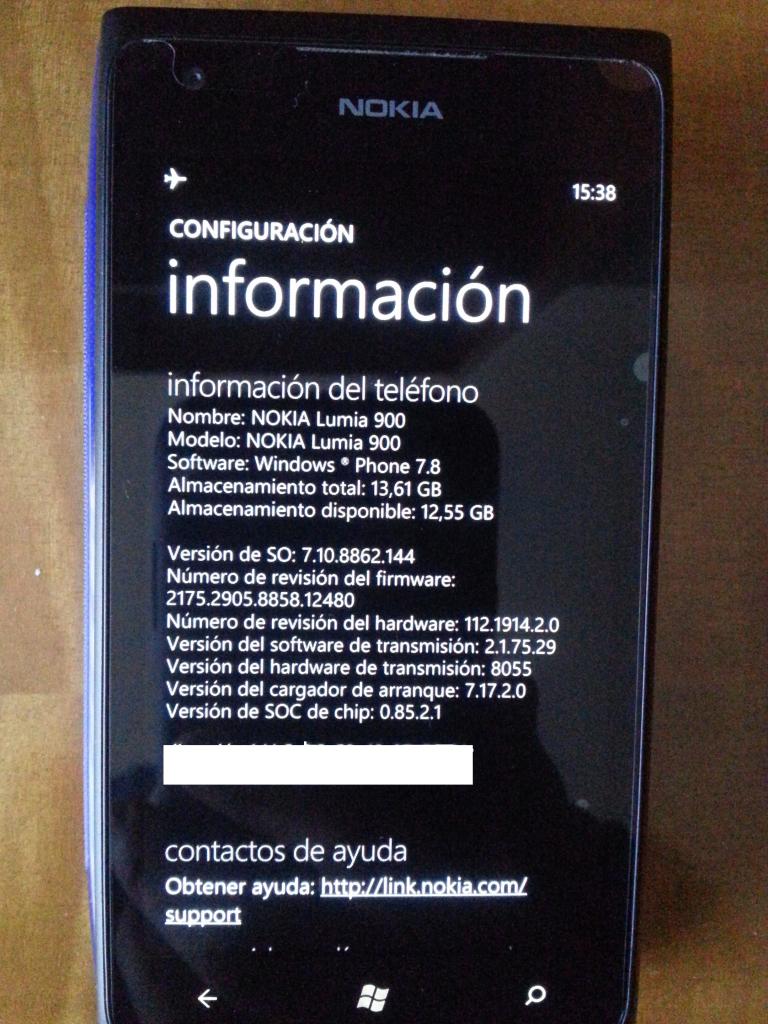 NOKIA
15:38
CONFIGURACIÓN
información
información del teléfono
Nombre: NOKIA Lumia 900
Modelo: NOKIA Lumia 900
Software: Windows ® Phone 7.8
Almacenamiento total: 13,61 GB
Almacenamiento disponible: 12,55 GB
Versión de SO: 7.10.8862.144
Número de revisión del firmware:
2175.2905.8858.12480
Número de revisión del hardware: 112.1914.2.0
Versión del software de transmisión: 2.1.75.29
Versión del hardware de transmisión: 8055
Versión del cargador de arranque: 7.17.2.0
Versión de SOC de chip: 0.85.2.1
contactos de ayuda
Obtener ayuda: http://link.nokia.com/
support